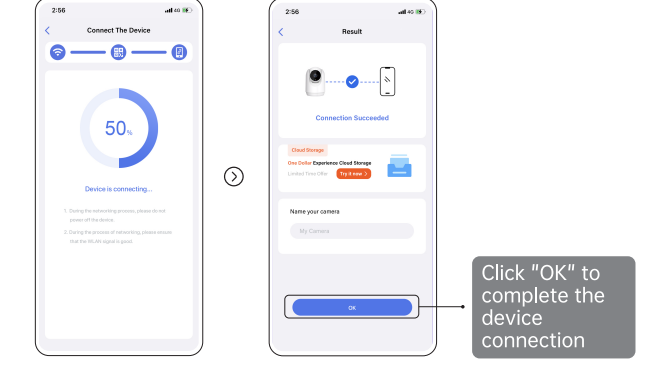 2:56
4G
Connect The Device
50%
Device is connecting...
1. During the networking process, please do not
power off the device.
2. During the process of networking, please ensure
that the WLAN signal is good.
2:56
4G
Result
Connection Succeeded
Cloud Storage
One Dollar Experience Cloud Storage
Limited Time Offer
Try it now >
Name your camera
My Camera
OK
Click "OK" to
complete the
device
connection